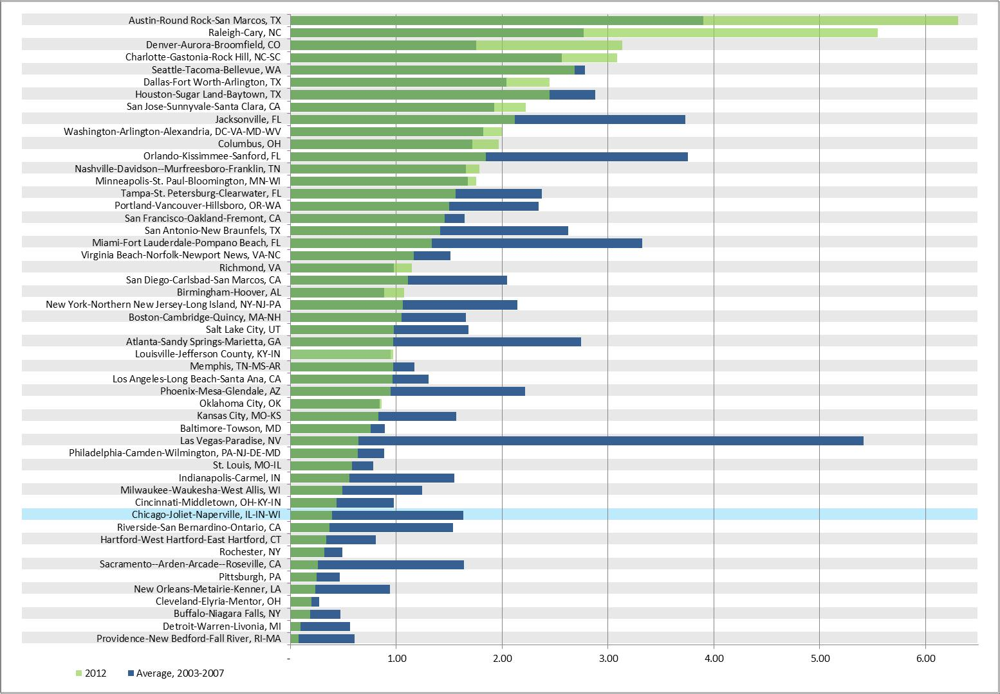 Austin-Round Rock-San Marcos, TX
Raleigh-Cary, NC
Denver-Aurora-Broomfield, CO
Charlotte-Gastonia-Rock Hill, NC-SC
Seattle-Tacoma-Bellevue, WA
Dallas-Fort Worth-Arlington, TX
Houston-Sugar Land-Baytown, TX
San Jose-Sunnyvale-Santa Clara, CA
Jacksonville, FL
Washington-Arlington-Alexandria, DC-VA-MD-WV
Columbus, OH
Orlando-Kissimmee-Sanford, FL
Nashville-Davidson--Murfreesboro-Franklin, TN
Minneapolis-St. Paul-Bloomington, MN-WI
Tampa-St. Petersburg-Clearwater, FL
Portland-Vancouver-Hillsboro, OR-WA
San Francisco-Oakland-Fremont, CA
San Antonio-New Braunfels, TX
Miami-Fort Lauderdale-Pompano Beach, FL
Virginia Beach-Norfolk-Newport News, VA-NC
Richmond, VA
San Diego-Carlsbad-San Marcos, CA
Birmingham-Hoover, AL
New York-Northern New Jersey-Long Island, NY-NJ-PA
Boston-Cambridge-Quincy, MA-NH
Salt Lake City, UT
Atlanta-Sandy Springs-Marietta, GA
Louisville-Jefferson County, KY-IN
Memphis, TN-MS-AR
Los Angeles-Long Beach-Santa Ana, CA
Phoenix-Mesa-Glendale, AZ
Oklahoma City, OK
Kansas City, MO-KS
Baltimore-Towson, MD
Las Vegas-Paradise, NV
Philadelphia-Camden-Wilmington, PA-NJ-DE-MD
St. Louis, MO-IL
Indianapolis-Carmel, IN
Milwaukee-Waukesha-West Allis, WI
Cincinnati-Middletown, OH-KY-IN
Chicago-Joliet-Naperville, IL-IN-WI
Riverside-San Bernardino-Ontario, CA
Hartford-West Hartford-East Hartford, CT
Rochester, NY
Sacramento--Arden-Arcade--Roseville, CA
Pittsburgh, PA
New Orleans-Metairie-Kenner, LA
Cleveland-Elyria-Mentor, OH
Buffalo-Niagara Falls, NY
Detroit-Warren-Livonia, MI
Providence-New Bedford-Fall River, RI-MA
- 1.00 2.00 3.00 4.00 5.00 6.00
2012 Average, 2003-2007